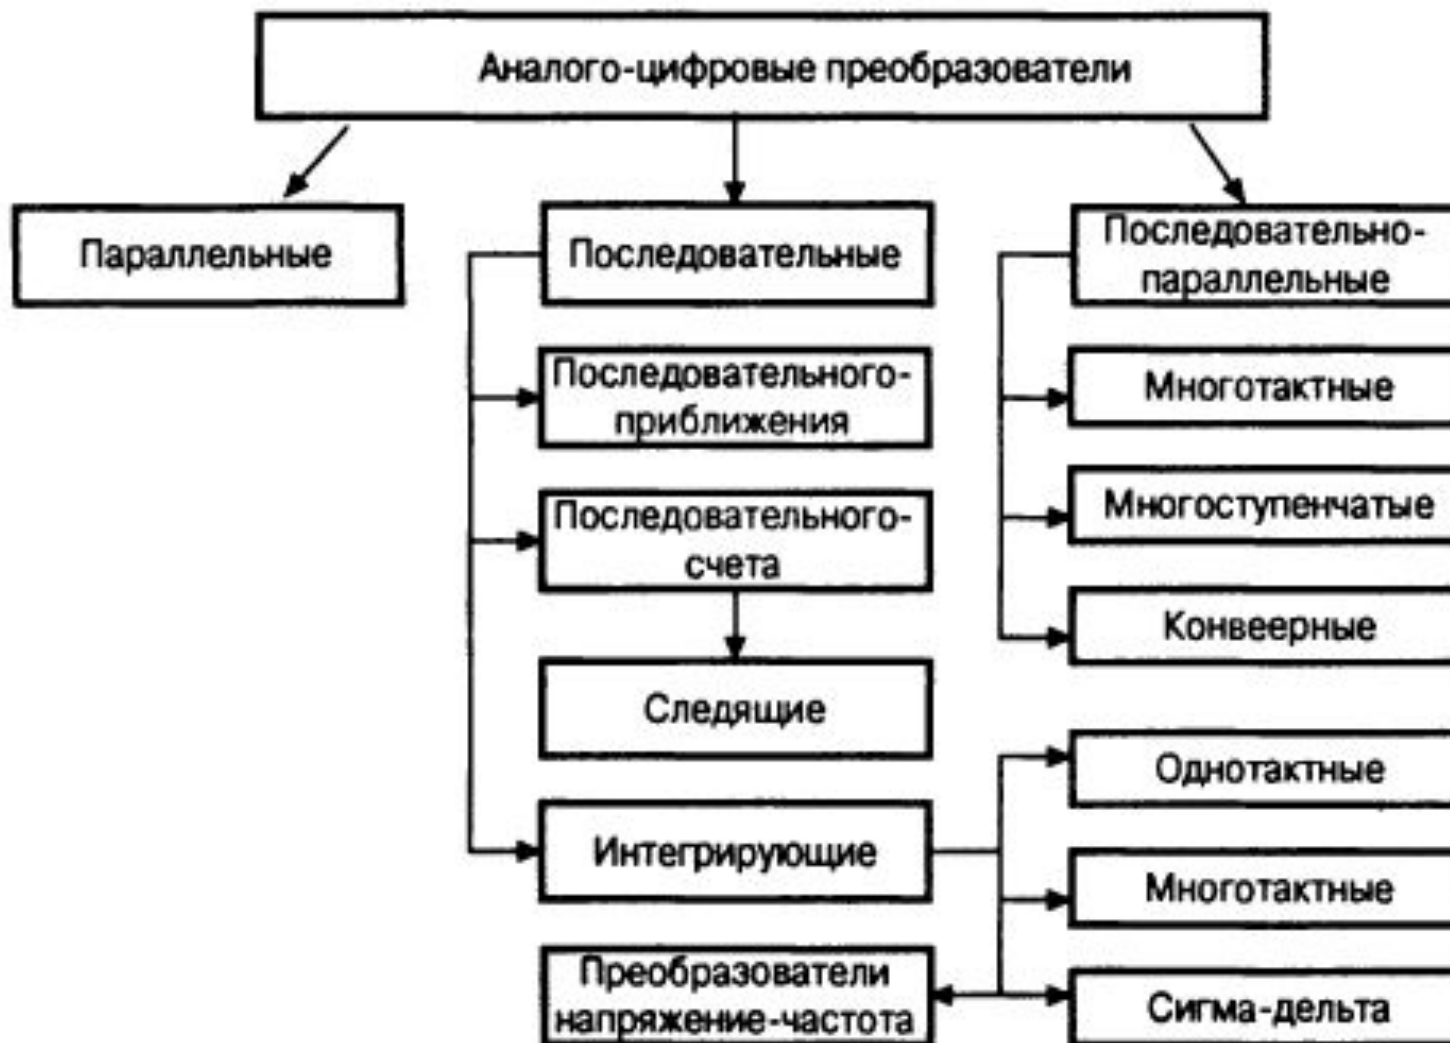 Аналого-цифровые преобразователи
Параллельные
Последовательные
Последовательно-
параллельные
Последовательного-
приближения
Многотактные
Последовательного-
счета
Многоступенчатые
Конвеерные
Следящие
Однотактные
Интегрирующие
Многотактные
Преобразователи
напряжение-частота
Сигма-дельта